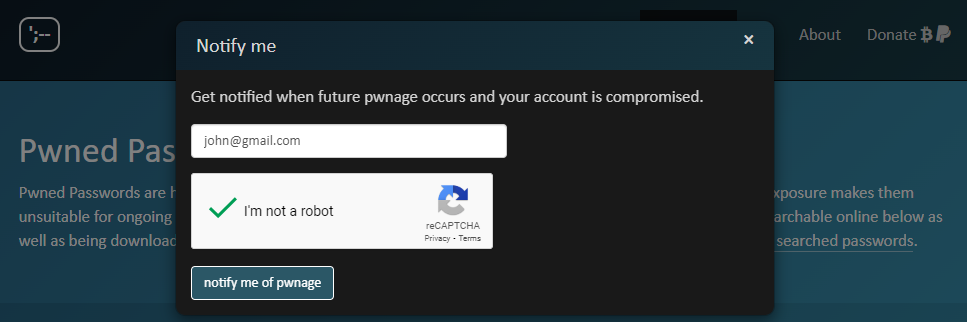 ';--
About
Donate
Notify me
×
Get notified when future pwnage occurs and your account is compromised.
john@gmail.com
I'm not a robot
reCAPTCHA
Privacy - Terms
notify me of pwnage
Pwned Pas
Pwned Passwords are h
xposure makes them
unsuitable for ongoing
archable online below as
well as being download
searched passwords.